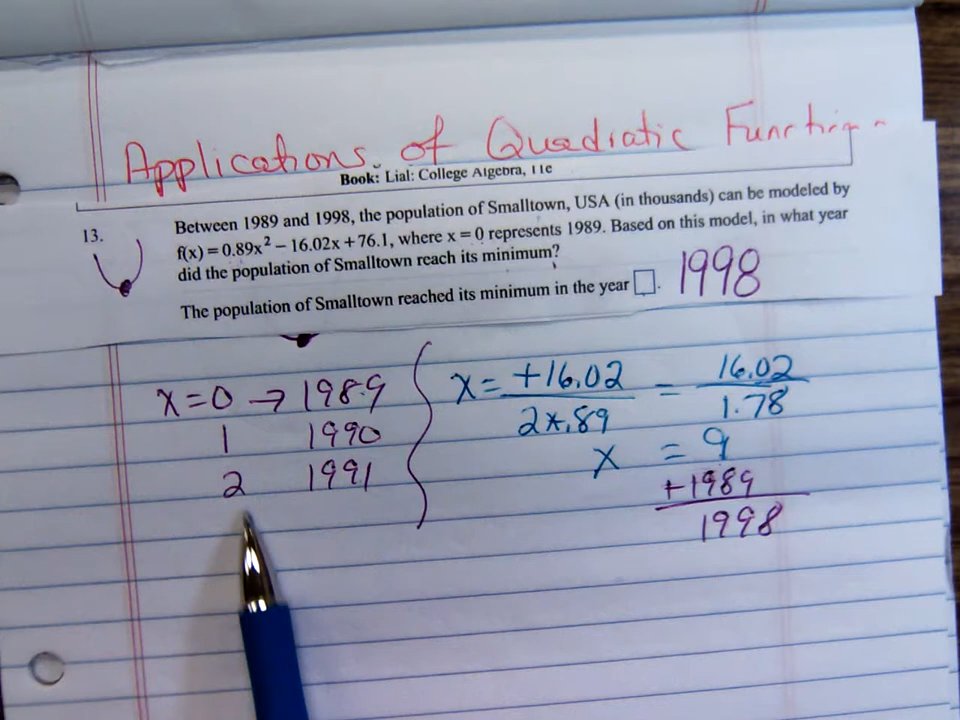 Applications of Quadratic Function
Book: Lial: College Algebra, 11e
13.
Between 1989 and 1998, the population of Smalltown, USA (in thousands) can be modeled by
f(x) = 0.89x² − 16.02x + 76.1, where x = 0 represents 1989. Based on this model, in what year
did the population of Smalltown reach its minimum?
The population of Smalltown reached its minimum in the year □. 1998
x = 0 → 1989
1 1990
2 1991
x = +16.02 / 2*.89 = 16.02 / 1.78
x = 9
+1989
1998